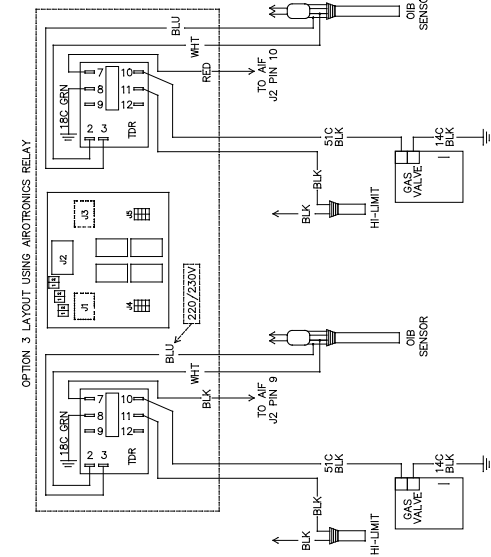 OPTION 3 LAYOUT USING AIROTRONICS RELAY
BLU
WHT
RED
TO AIF
J2 PIN 10
OIB
SENSOR
18C GRN
7
8
9
10
11
12
2 3
TDR
51C
BLK
14C
BLK
GAS
VALVE
BLK
BLK
HI-LIMIT
J3
J2
J1
J5
J4
220/230V
BLU
WHT
BLK
TO AIF
J2 PIN 9
OIB
SENSOR
18C GRN
7
8
9
10
11
12
2 3
TDR
51C
BLK
14C
BLK
GAS
VALVE
BLK
BLK
HI-LIMIT